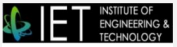 IET
INSTITUTE OF
ENGINEERING &
TECHNOLOGY